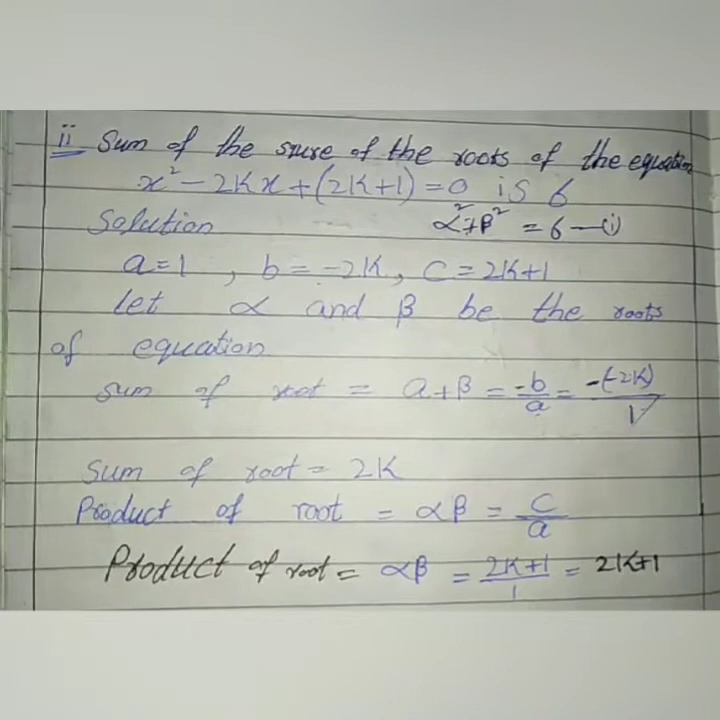 ii Sum of the squre of the roots of the equation
x² - 2Kx + (2K+1) = 0 is 6
Solution α²+β² = 6 —(i)
a=1 , b = -2K, C = 2K+1
let α and β be the roots
of equation
sum of root = α+β = -b/a = -(-2K)/1
Sum of root = 2K
Product of root = αβ = C/a
Product of root = αβ = 2K+1/1 = 2K+1